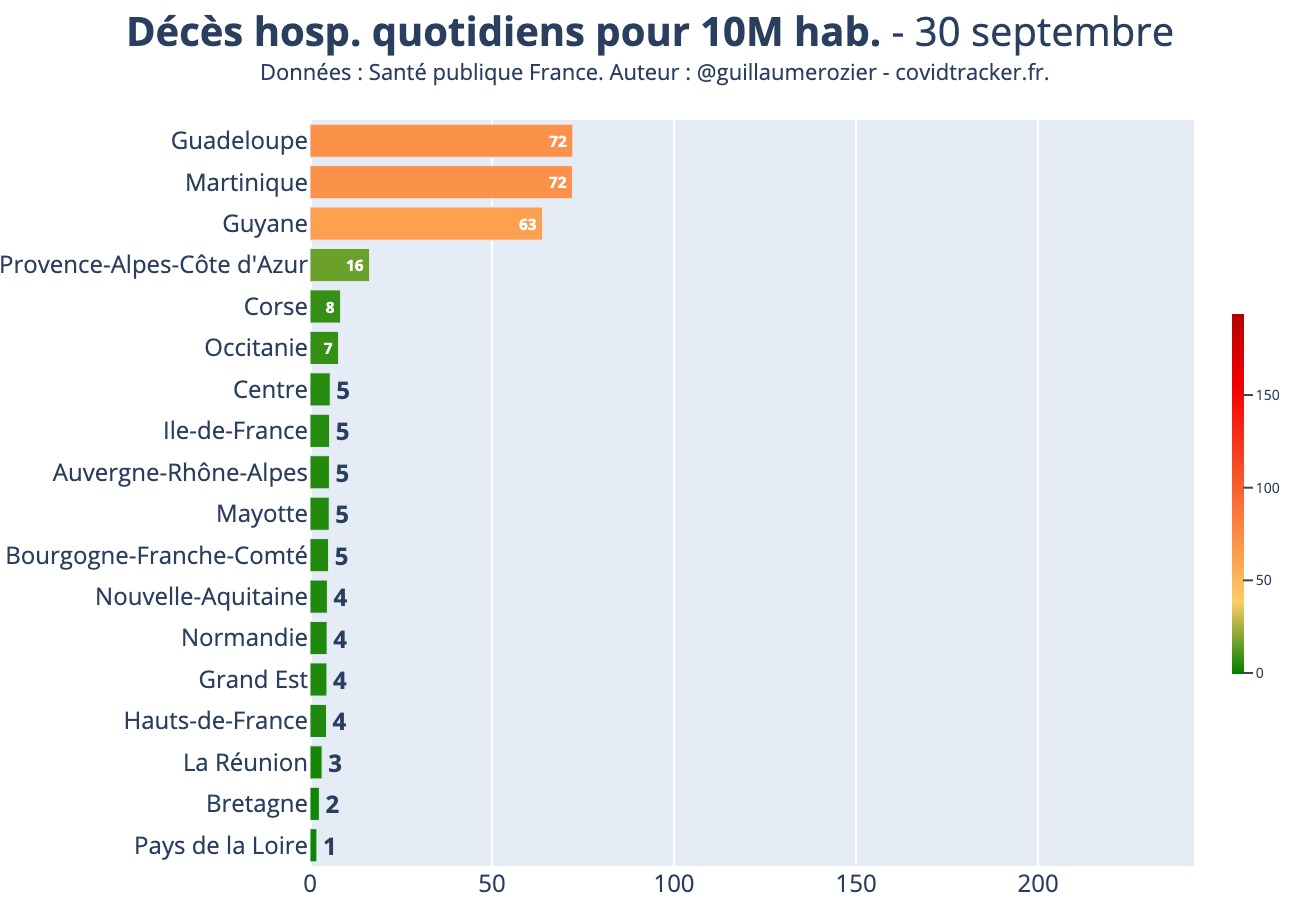 Décès hosp. quotidiens pour 10M hab. - 30 septembre
Données : Santé publique France. Auteur : @guillaumerozier - covidtracker.fr.
Guadeloupe 72
Martinique 72
Guyane 63
Provence-Alpes-Côte d'Azur 16
Corse 8
Occitanie 7
Centre 5
Ile-de-France 5
Auvergne-Rhône-Alpes 5
Mayotte 5
Bourgogne-Franche-Comté 5
Nouvelle-Aquitaine 4
Normandie 4
Grand Est 4
Hauts-de-France 4
La Réunion 3
Bretagne 2
Pays de la Loire 1
0 50 100 150 200
150
100
50
0